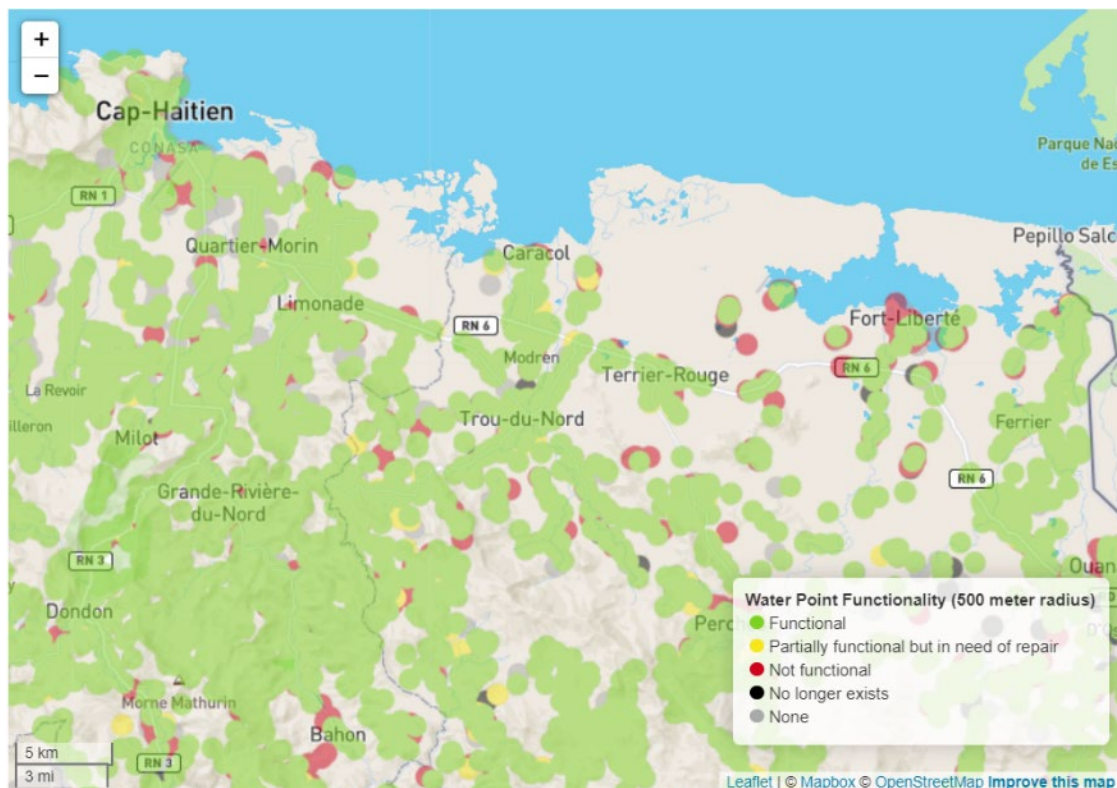 +
−
Cap-Haïtien
CONASA
RN 1
Parque Na
de Es
Quartier-Morin
Caracol
Pepillo Salc
Limonade
RN 6
Fort-Liberté
Modren
La Revoir
Terrier-Rouge
RN 6
illeron
Milot
Trou-du-Nord
Ferrier
Grande-Rivière-
du-Nord
RN 6
RN 3
Ouan
Dondon
Perch
Water Point Functionality (500 meter radius)
Functional
Partially functional but in need of repair
Not functional
No longer exists
None
Morne Mathurin
Bahon
5 km
3 mi
RN 3
Leaflet | © Mapbox © OpenStreetMap Improve this map